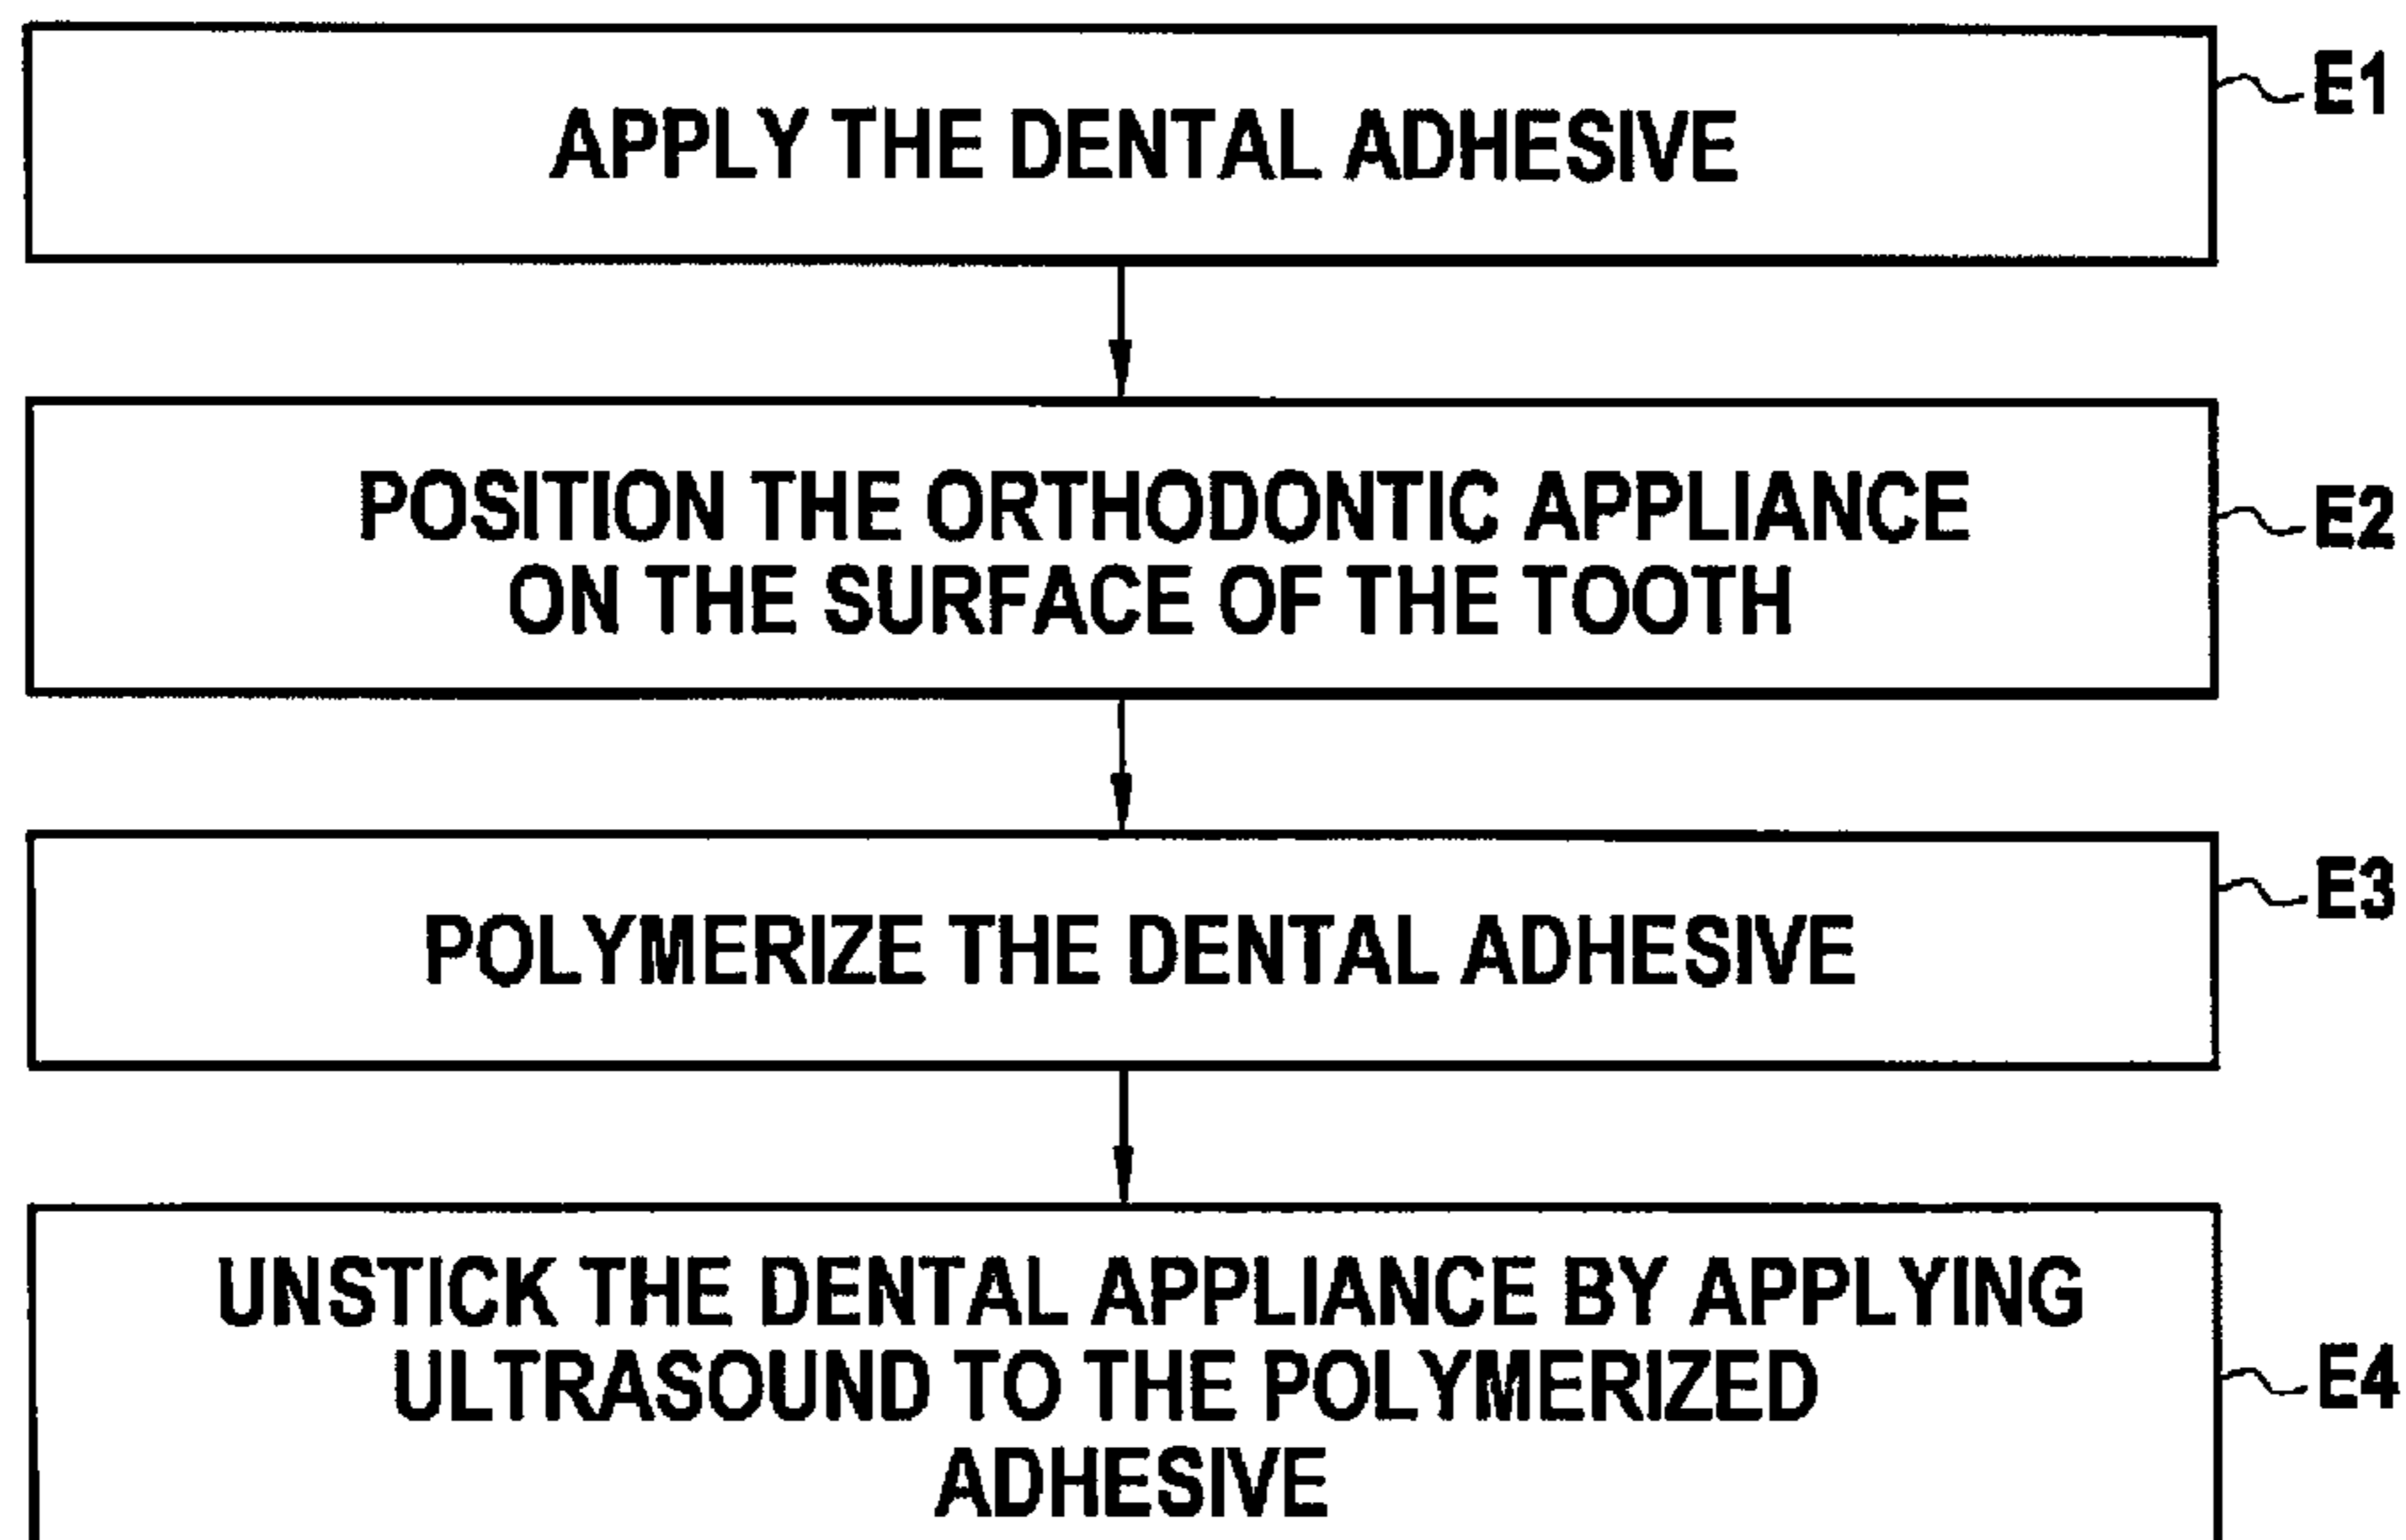 APPLY THE DENTAL ADHESIVE
E1
POSITION THE ORTHODONTIC APPLIANCE
ON THE SURFACE OF THE TOOTH
E2
POLYMERIZE THE DENTAL ADHESIVE
E3
UNSTICK THE DENTAL APPLIANCE BY APPLYING
ULTRASOUND TO THE POLYMERIZED
ADHESIVE
E4